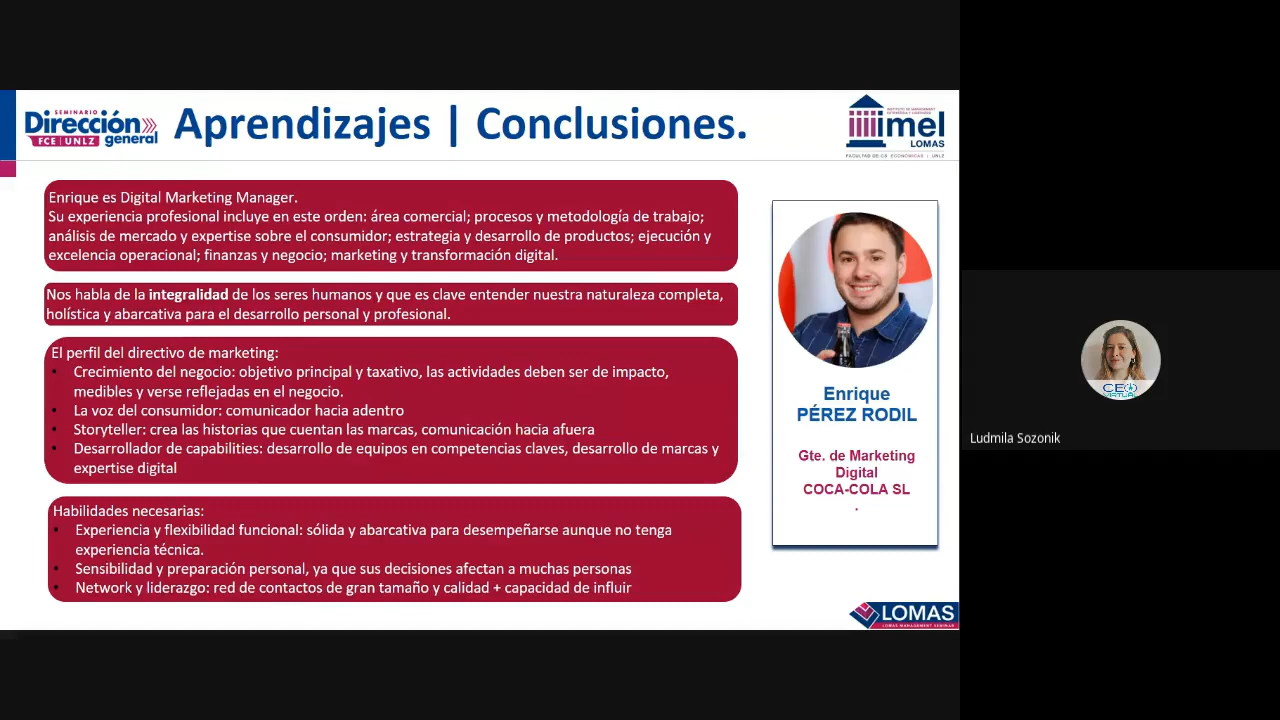 SEMINARIO
Dirección
general
FCE | UNLZ
Aprendizajes | Conclusiones.
INSTITUTO DE MANAGEMENT
ESTRATEGIA Y LIDERAZGO
imel
LOMAS
FACULTAD DE CS. ECONÓMICAS | UNLZ
Enrique es Digital Marketing Manager.
Su experiencia profesional incluye en este orden: área comercial; procesos y metodología de trabajo;
análisis de mercado y expertise sobre el consumidor; estrategia y desarrollo de productos; ejecución y
excelencia operacional; finanzas y negocio; marketing y transformación digital.
Nos habla de la integralidad de los seres humanos y que es clave entender nuestra naturaleza completa,
holística y abarcativa para el desarrollo personal y profesional.
El perfil del directivo de marketing:
• Crecimiento del negocio: objetivo principal y taxativo, las actividades deben ser de impacto,
medibles y verse reflejadas en el negocio.
• La voz del consumidor: comunicador hacia adentro
• Storyteller: crea las historias que cuentan las marcas, comunicación hacia afuera
• Desarrollador de capabilities: desarrollo de equipos en competencias claves, desarrollo de marcas y
expertise digital
Habilidades necesarias:
• Experiencia y flexibilidad funcional: sólida y abarcativa para desempeñarse aunque no tenga
experiencia técnica.
• Sensibilidad y preparación personal, ya que sus decisiones afectan a muchas personas
• Network y liderazgo: red de contactos de gran tamaño y calidad + capacidad de influir
Enrique
PÉREZ RODIL
Gte. de Marketing
Digital
COCA-COLA SL
.
LOMAS
LOMAS MANAGEMENT SEMINAR
CEO
VIRTUAL
Ludmila Sozonik